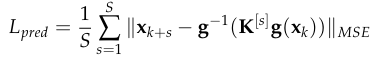 $L_{pred} = \frac{1}{S} \sum_{s=1}^{S} \| \mathbf{x}_{k+s} - \mathbf{g}^{-1}(\mathbf{K}^{[s]}\mathbf{g}(\mathbf{x}_k)) \|_{MSE}$